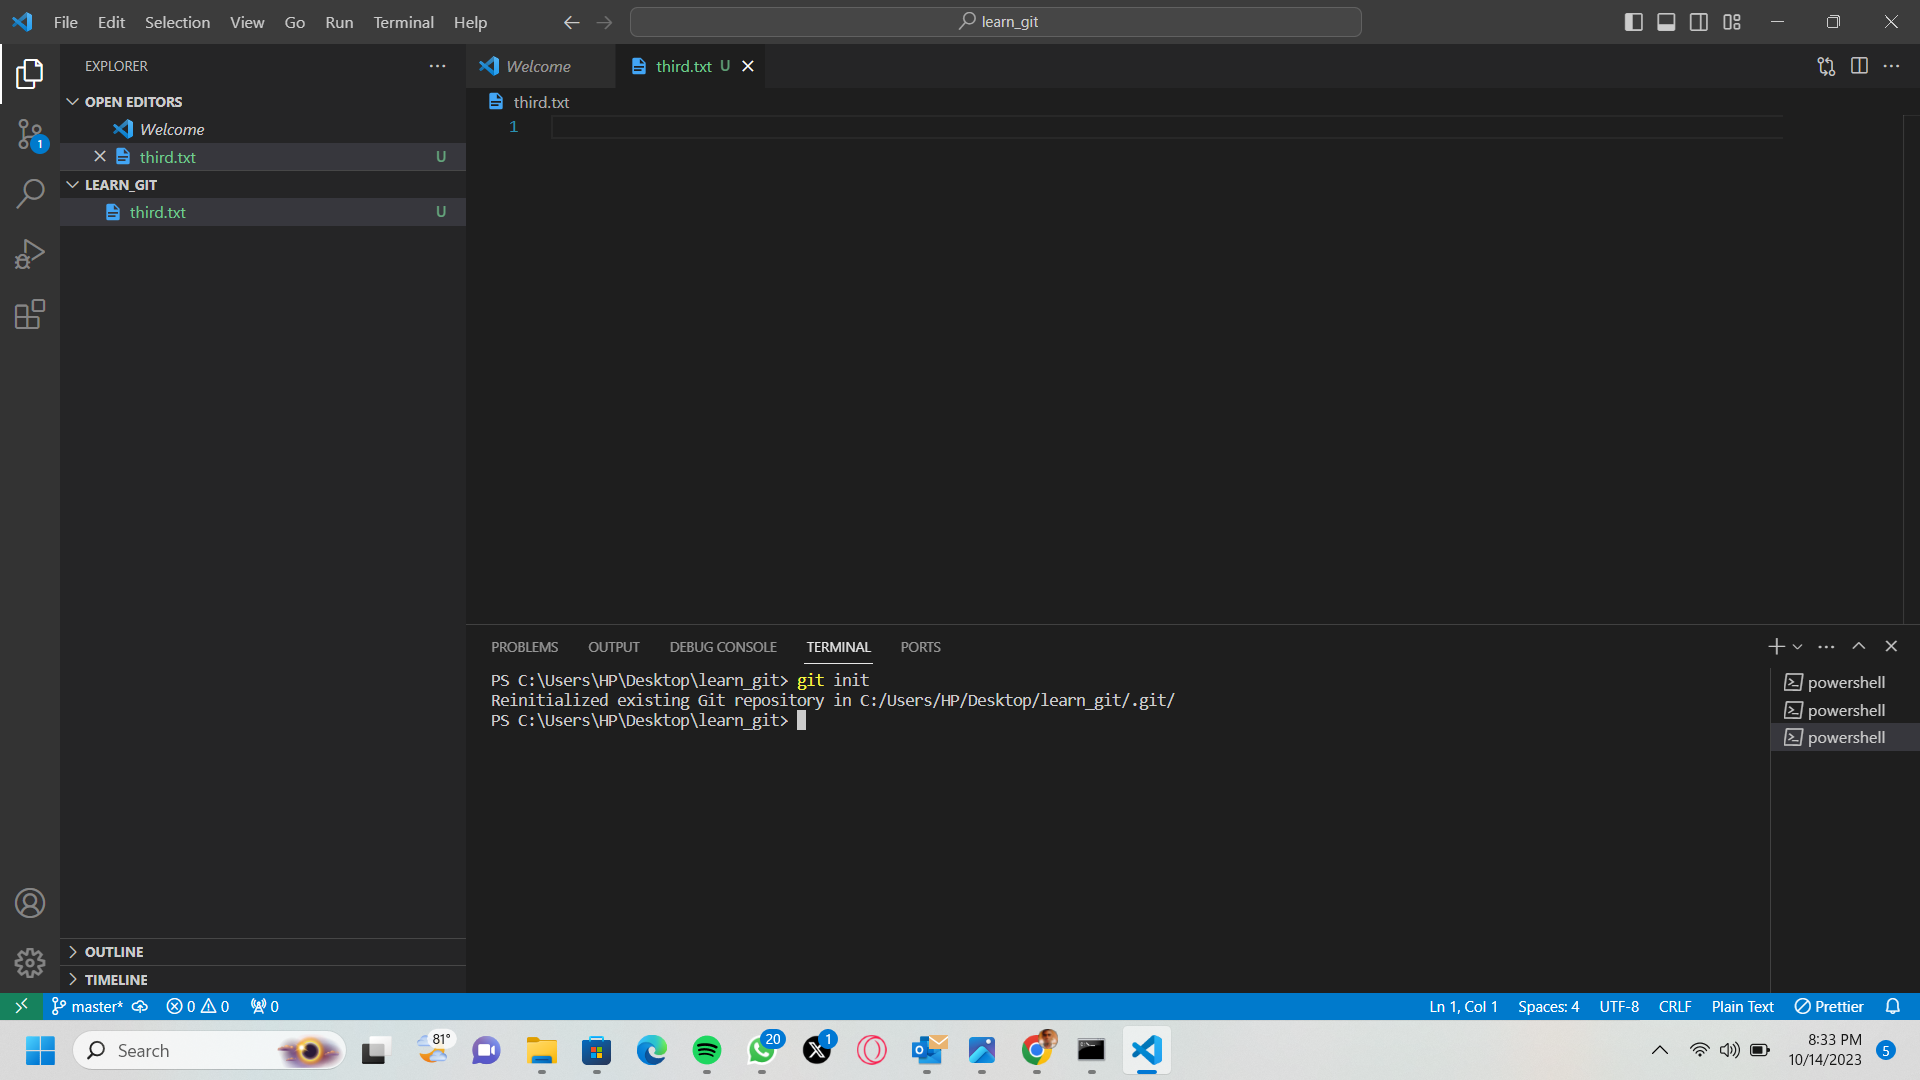 File Edit Selection View Go Run Terminal Help
learn_git
EXPLORER
OPEN EDITORS
Welcome
third.txt U
LEARN_GIT
third.txt U
OUTLINE
TIMELINE
1
Welcome
third.txt U
third.txt
1
PROBLEMS OUTPUT DEBUG CONSOLE TERMINAL PORTS
PS C:\Users\HP\Desktop\learn_git> git init
Reinitialized existing Git repository in C:/Users/HP/Desktop/learn_git/.git/
PS C:\Users\HP\Desktop\learn_git>
powershell
powershell
powershell
master* 0 0 0
Ln 1, Col 1 Spaces: 4 UTF-8 CRLF Plain Text Prettier
Search
81°
20
1
8:33 PM
10/14/2023
5